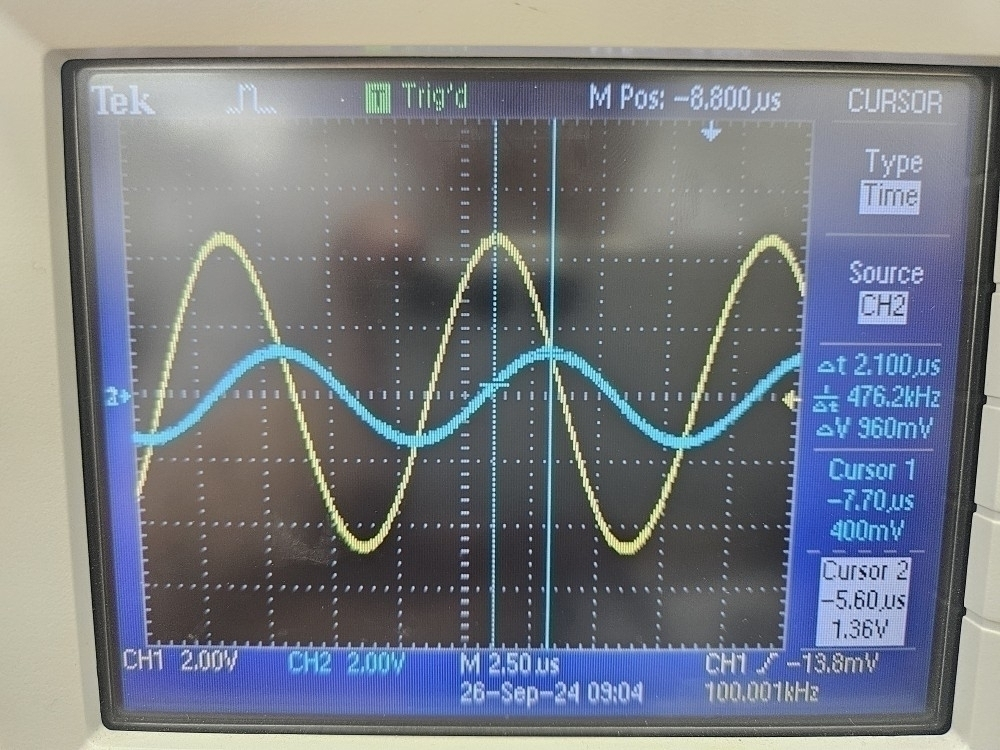 Tek T Trig'd M Pos: -8.800µs CURSOR
Type
Time
Source
CH2
Δt 2.100µs
1/Δt 476.2kHz
ΔV 960mV
2+
Cursor 1
-7.70µs
400mV
Cursor 2
-5.60µs
1.36V
CH1 2.00V CH2 2.00V M 2.50µs CH1 -13.8mV
26-Sep-24 09:04 100.001kHz